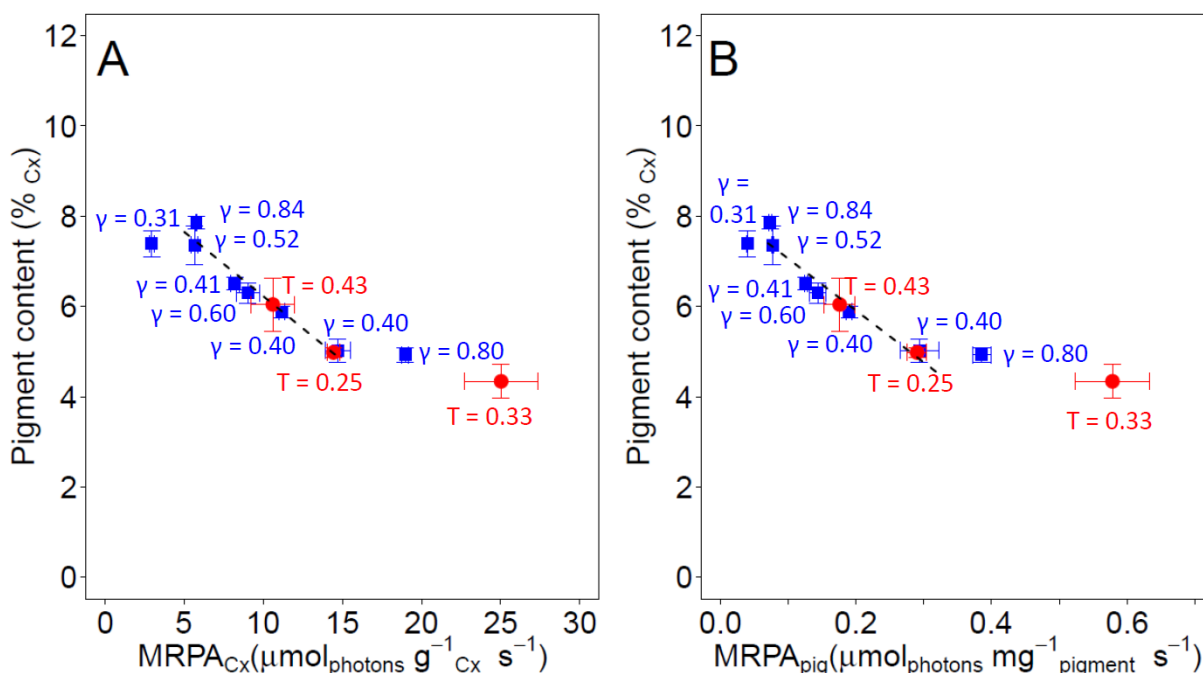 A
12
10
8
6
4
2
0
Pigment content (% Cx)
γ = 0.31
γ = 0.84
γ = 0.52
γ = 0.41
T = 0.43
γ = 0.60
γ = 0.40
γ = 0.40
γ = 0.80
T = 0.25
T = 0.33
0 5 10 15 20 25 30
MRPACx(μmolphotons g−1Cx s−1)
B
12
10
8
6
4
2
0
Pigment content (% Cx)
γ =
0.31
γ = 0.84
γ = 0.52
γ = 0.41
T = 0.43
γ = 0.60
γ = 0.40
γ = 0.40
γ = 0.80
T = 0.25
T = 0.33
0.0 0.2 0.4 0.6
MRPApig(μmolphotons mg−1pigment s−1)